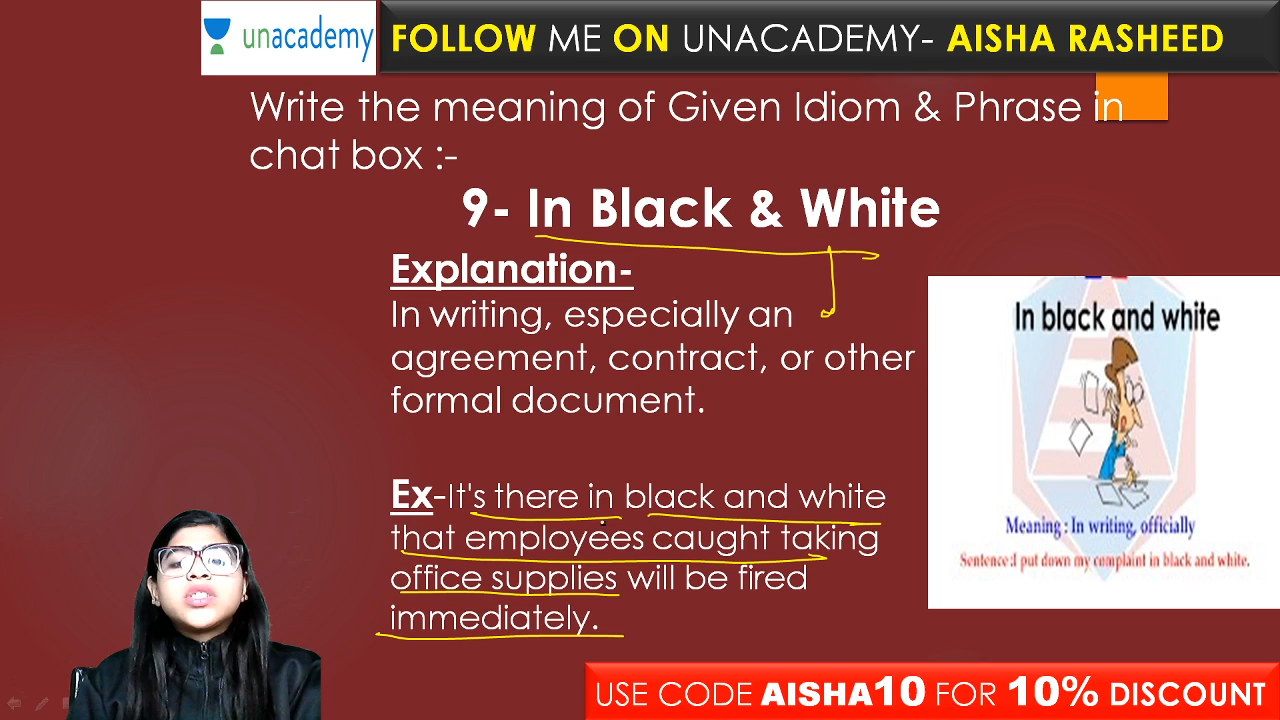 unacademy
FOLLOW ME ON UNACADEMY- AISHA RASHEED
Write the meaning of Given Idiom & Phrase in
chat box :-
9- In Black & White
Explanation-
In writing, especially an
agreement, contract, or other
formal document.
Ex-It's there in black and white
that employees caught taking
office supplies will be fired
immediately.
In black and white
Meaning : In writing, officially
Sentence :I put down my complaint in black and white.
USE CODE AISHA10 FOR 10% DISCOUNT